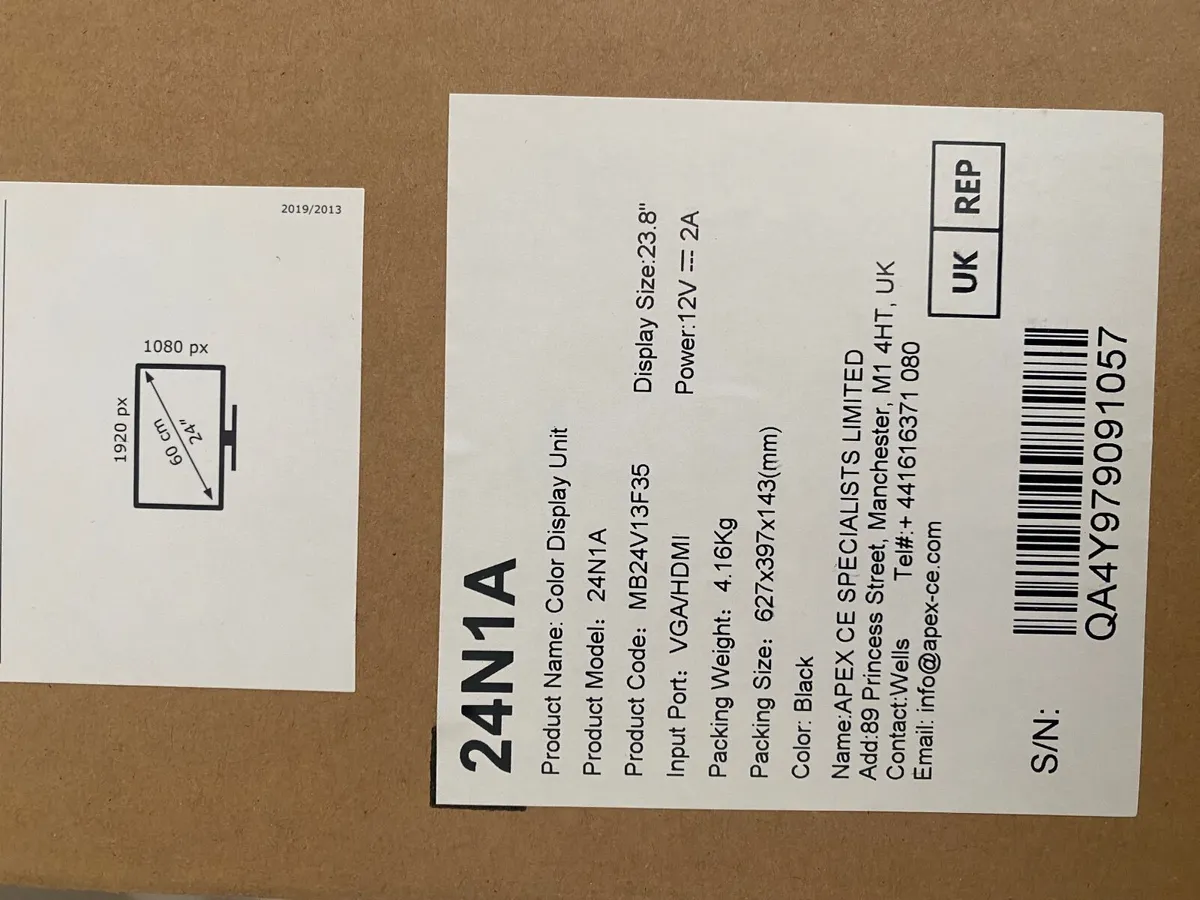 2019/2013
1080 px
1920 px
60 cm
24"
24N1A
Product Name: Color Display Unit
Product Model: 24N1A
Product Code: MB24V13F35 Display Size:23.8"
Input Port: VGA/HDMI Power:12V ⎓ 2A
Packing Weight: 4.16Kg
Packing Size: 627x397x143(mm)
Color: Black
Name:APEX CE SPECIALISTS LIMITED
Add:89 Princess Street, Manchester, M1 4HT, UK
Contact:Wells Tel#:+ 441616371 080
Email: info@apex-ce.com
UK REP
S/N: QA4Y979091057